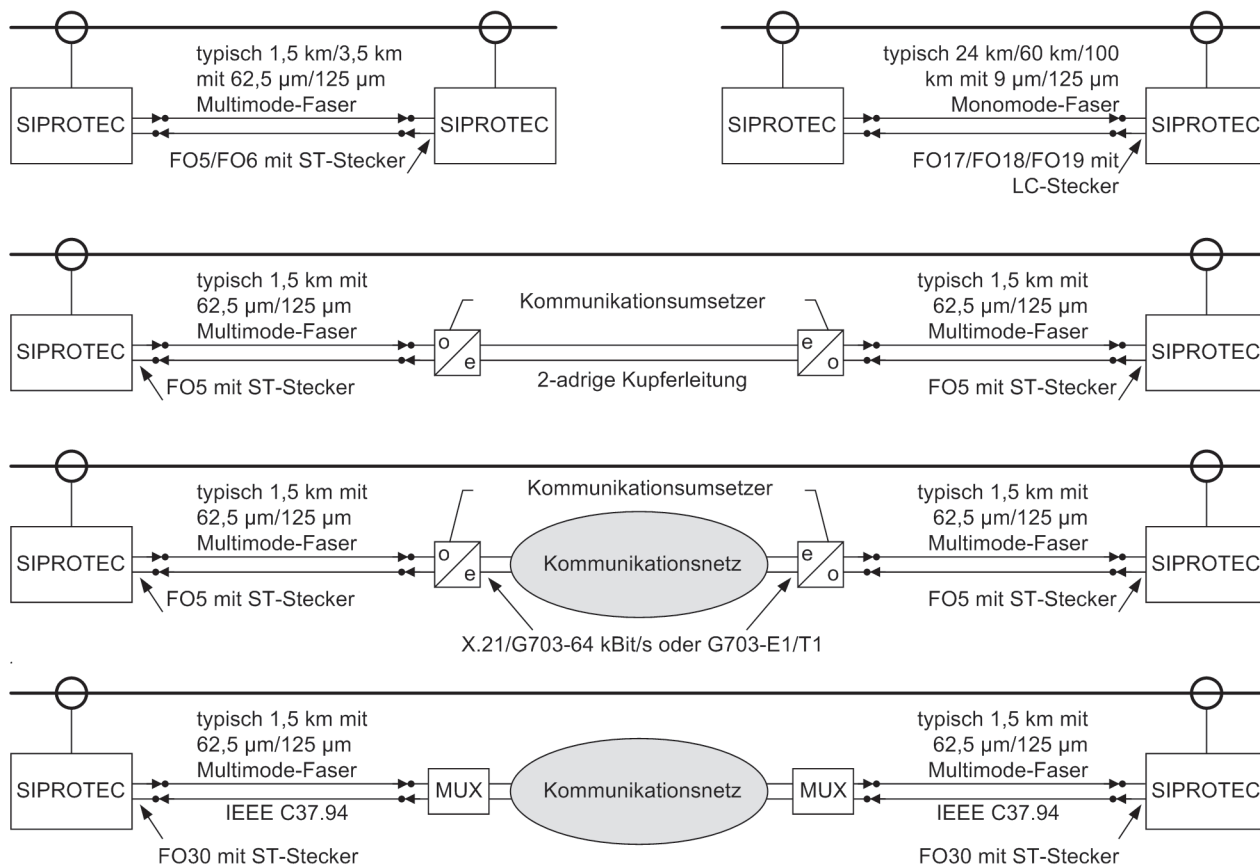 typisch 1,5 km/3,5 km
mit 62,5 µm/125 µm
Multimode-Faser
SIPROTEC
SIPROTEC
FO5/FO6 mit ST-Stecker
typisch 24 km/60 km/100
km mit 9 µm/125 µm
Monomode-Faser
SIPROTEC
SIPROTEC
FO17/FO18/FO19 mit
LC-Stecker
typisch 1,5 km mit
62,5 µm/125 µm
Multimode-Faser
SIPROTEC
FO5 mit ST-Stecker
Kommunikationsumsetzer
o
e
e
o
2-adrige Kupferleitung
typisch 1,5 km mit
62,5 µm/125 µm
Multimode-Faser
SIPROTEC
FO5 mit ST-Stecker
typisch 1,5 km mit
62,5 µm/125 µm
Multimode-Faser
SIPROTEC
FO5 mit ST-Stecker
Kommunikationsumsetzer
o
e
Kommunikationsnetz
e
o
X.21/G703-64 kBit/s oder G703-E1/T1
typisch 1,5 km mit
62,5 µm/125 µm
Multimode-Faser
SIPROTEC
FO5 mit ST-Stecker
typisch 1,5 km mit
62,5 µm/125 µm
Multimode-Faser
SIPROTEC
IEEE C37.94
FO30 mit ST-Stecker
MUX
Kommunikationsnetz
MUX
typisch 1,5 km mit
62,5 µm/125 µm
Multimode-Faser
SIPROTEC
IEEE C37.94
FO30 mit ST-Stecker